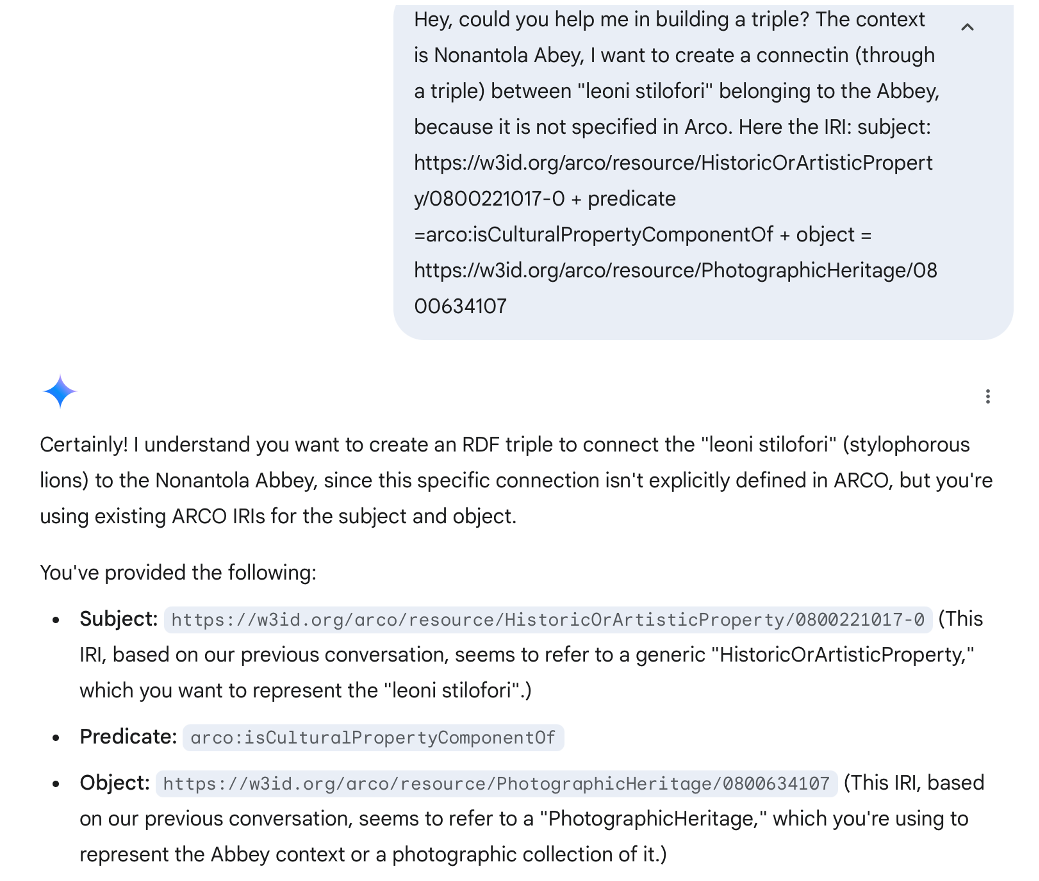 Hey, could you help me in building a triple? The context
is Nonantola Abey, I want to create a connectin (through
a triple) between "leoni stilofori" belonging to the Abbey,
because it is not specified in Arco. Here the IRI: subject:
https://w3id.org/arco/resource/HistoricOrArtisticPropert
y/0800221017-0 + predicate
=arco:isCulturalPropertyComponentOf + object =
https://w3id.org/arco/resource/PhotographicHeritage/08
00634107
Certainly! I understand you want to create an RDF triple to connect the "leoni stilofori" (stylophorous
lions) to the Nonantola Abbey, since this specific connection isn't explicitly defined in ARCO, but you're
using existing ARCO IRIs for the subject and object.
You've provided the following:
• Subject: https://w3id.org/arco/resource/HistoricOrArtisticProperty/0800221017-0 (This
IRI, based on our previous conversation, seems to refer to a generic "HistoricOrArtisticProperty,"
which you want to represent the "leoni stilofori".)
• Predicate: arco:isCulturalPropertyComponentOf
• Object: https://w3id.org/arco/resource/PhotographicHeritage/0800634107 (This IRI, based
on our previous conversation, seems to refer to a "PhotographicHeritage," which you're using to
represent the Abbey context or a photographic collection of it.)